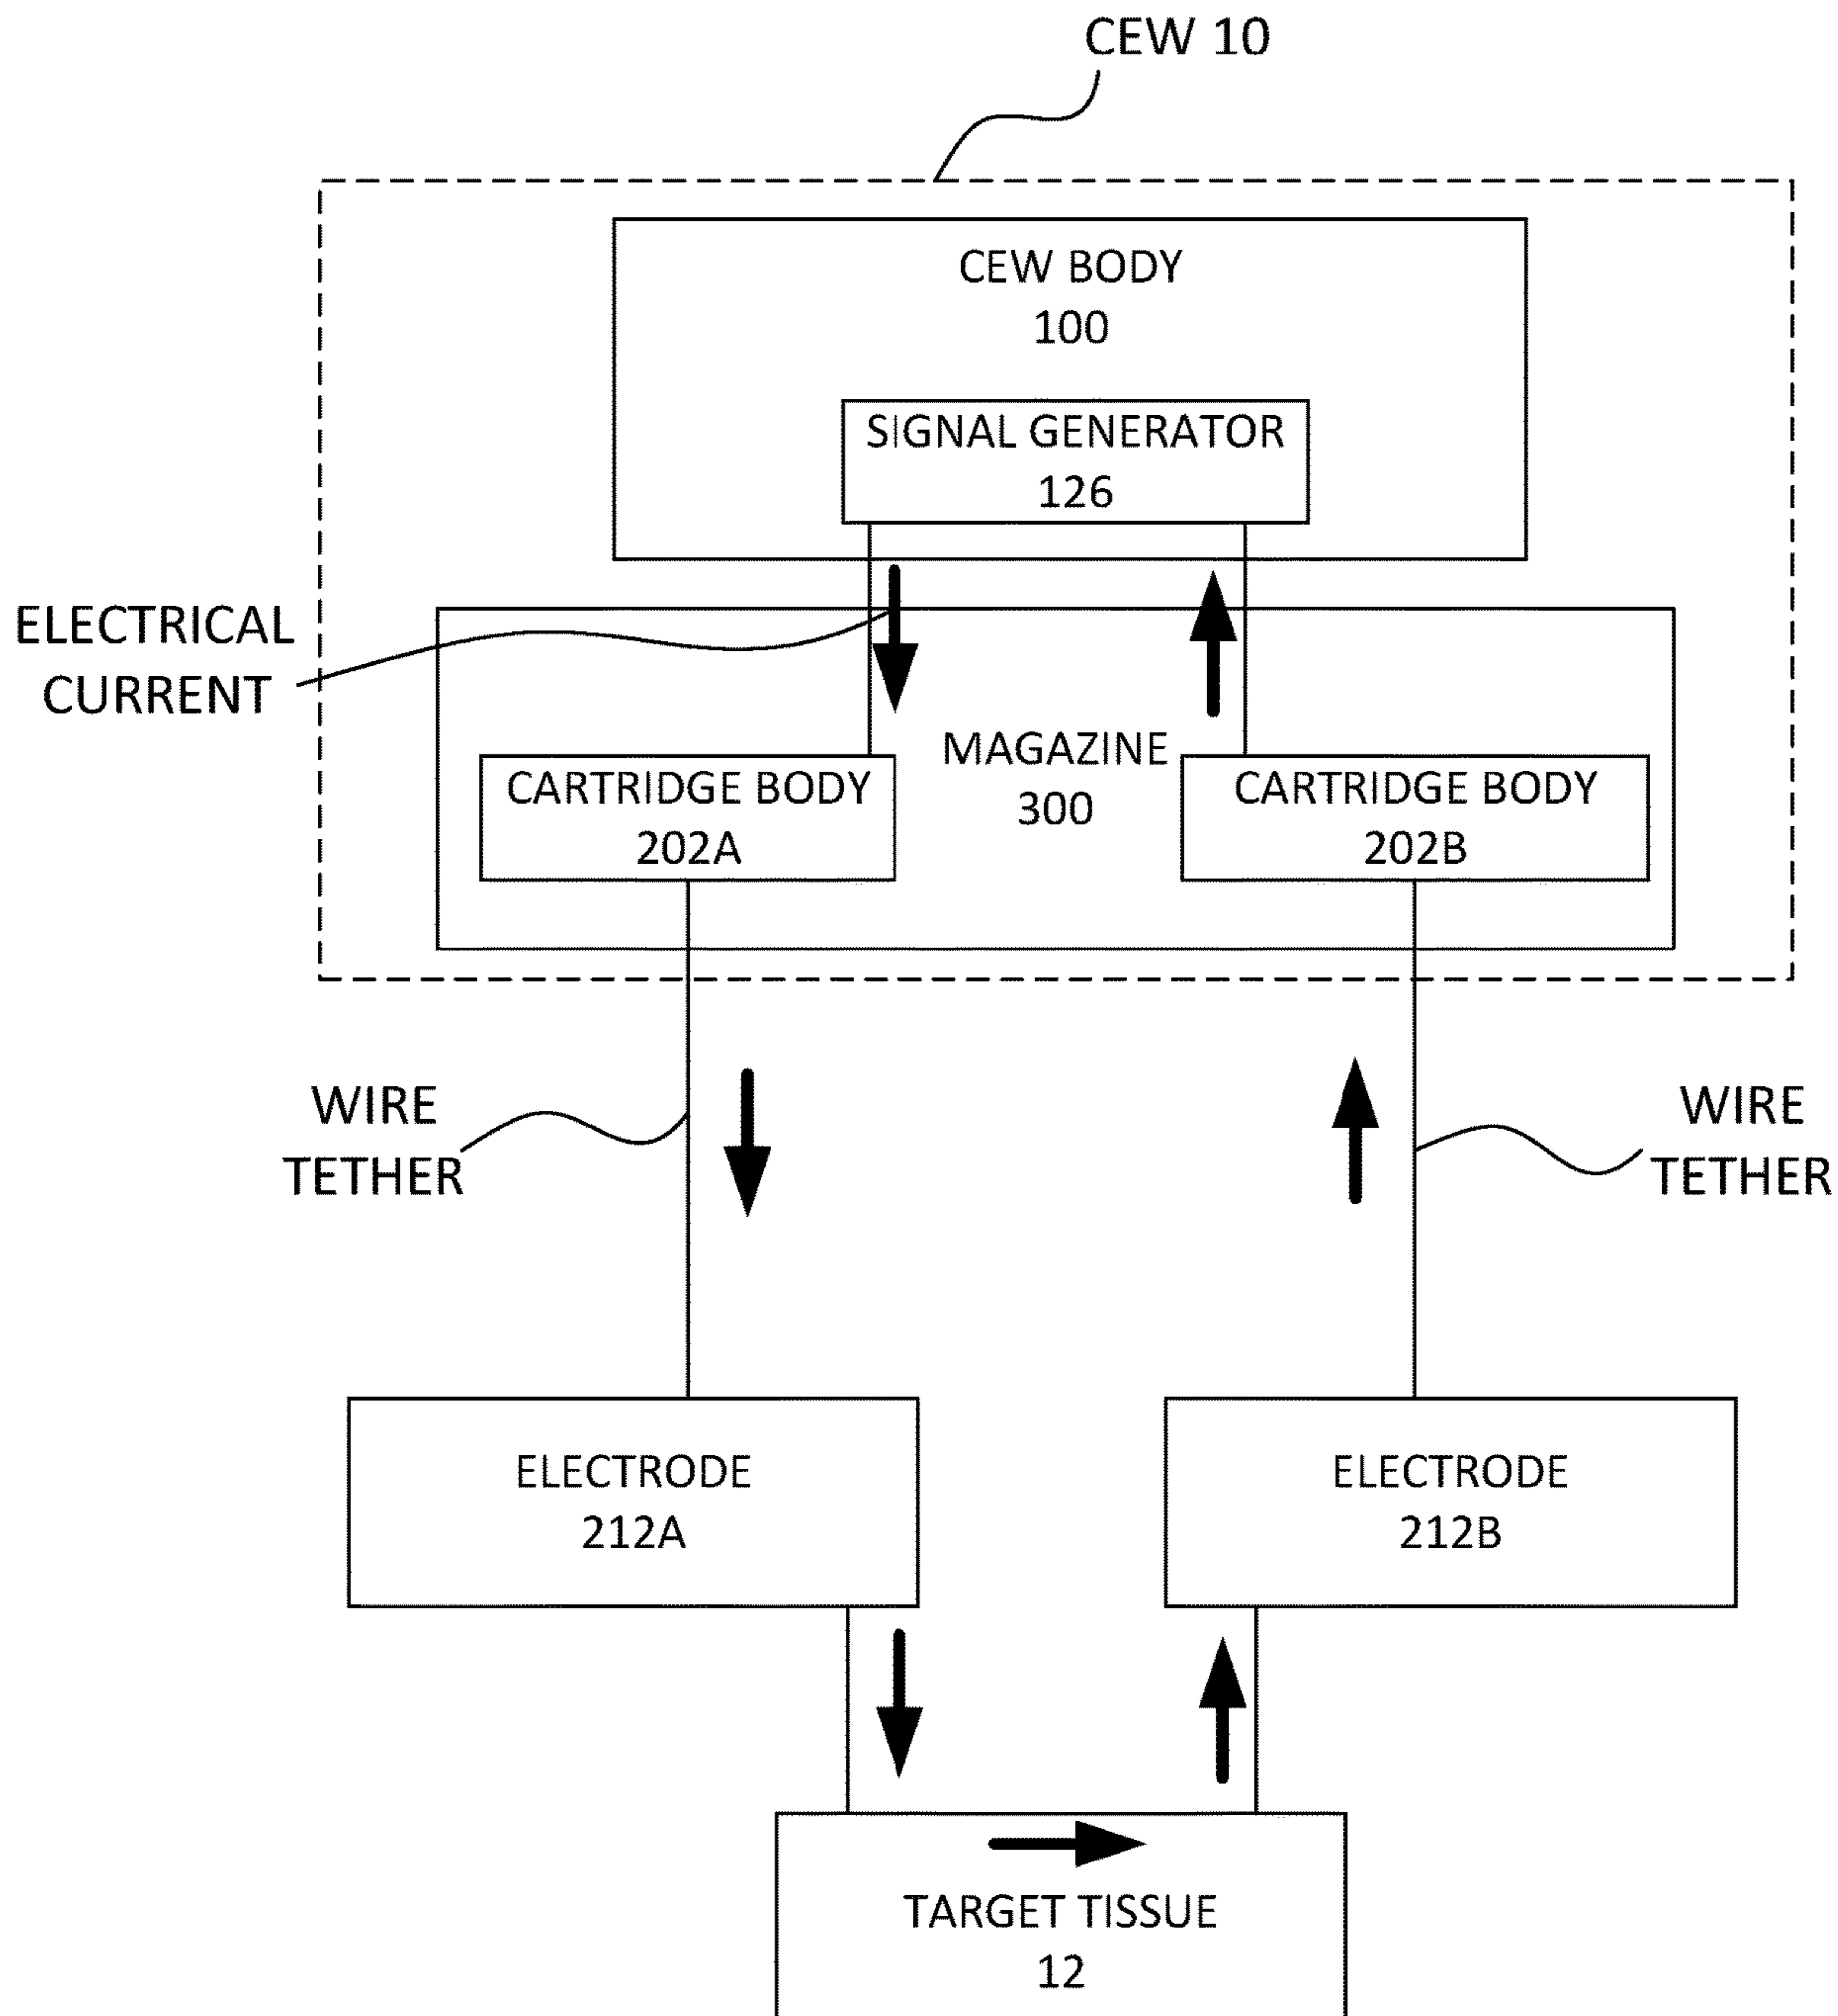 CEW 10
CEW BODY
100
SIGNAL GENERATOR
126
ELECTRICAL
CURRENT
MAGAZINE
300
CARTRIDGE BODY
202A
CARTRIDGE BODY
202B
WIRE
TETHER
WIRE
TETHER
ELECTRODE
212A
ELECTRODE
212B
TARGET TISSUE
12